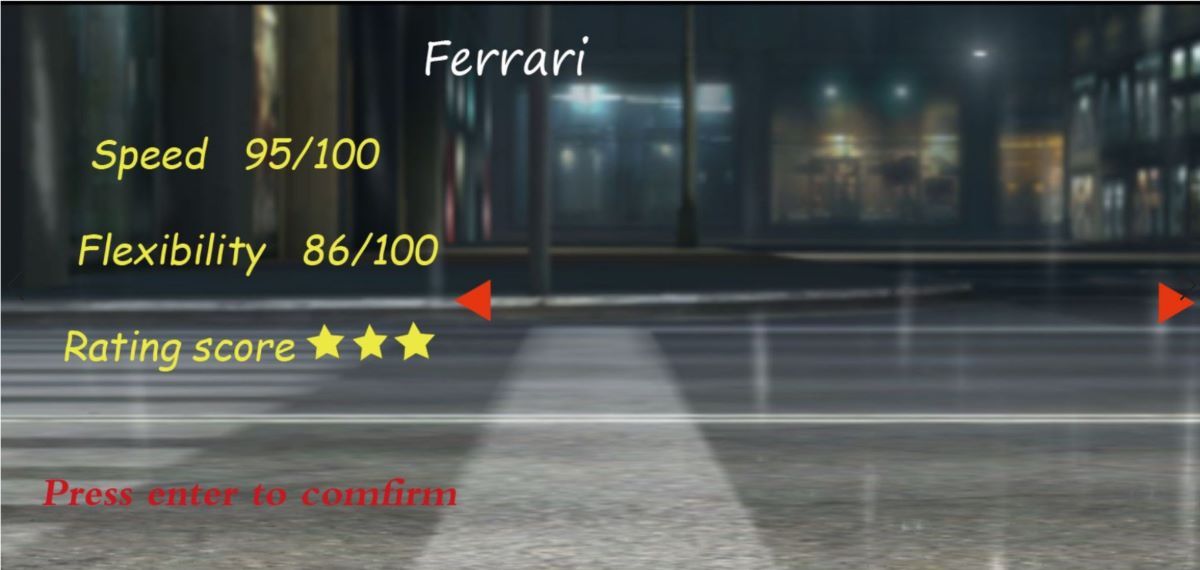 Ferrari
Speed 95/100
Flexibility 86/100
Rating score ★★★
Press enter to comfirm